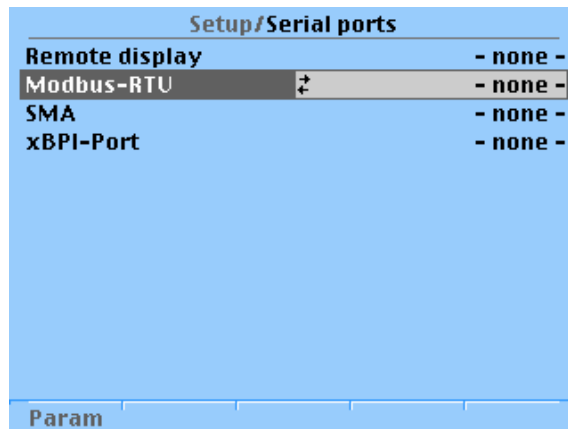 Setup/Serial ports
Remote display - none -
Modbus-RTU - none -
SMA - none -
xBPI-Port - none -
Param